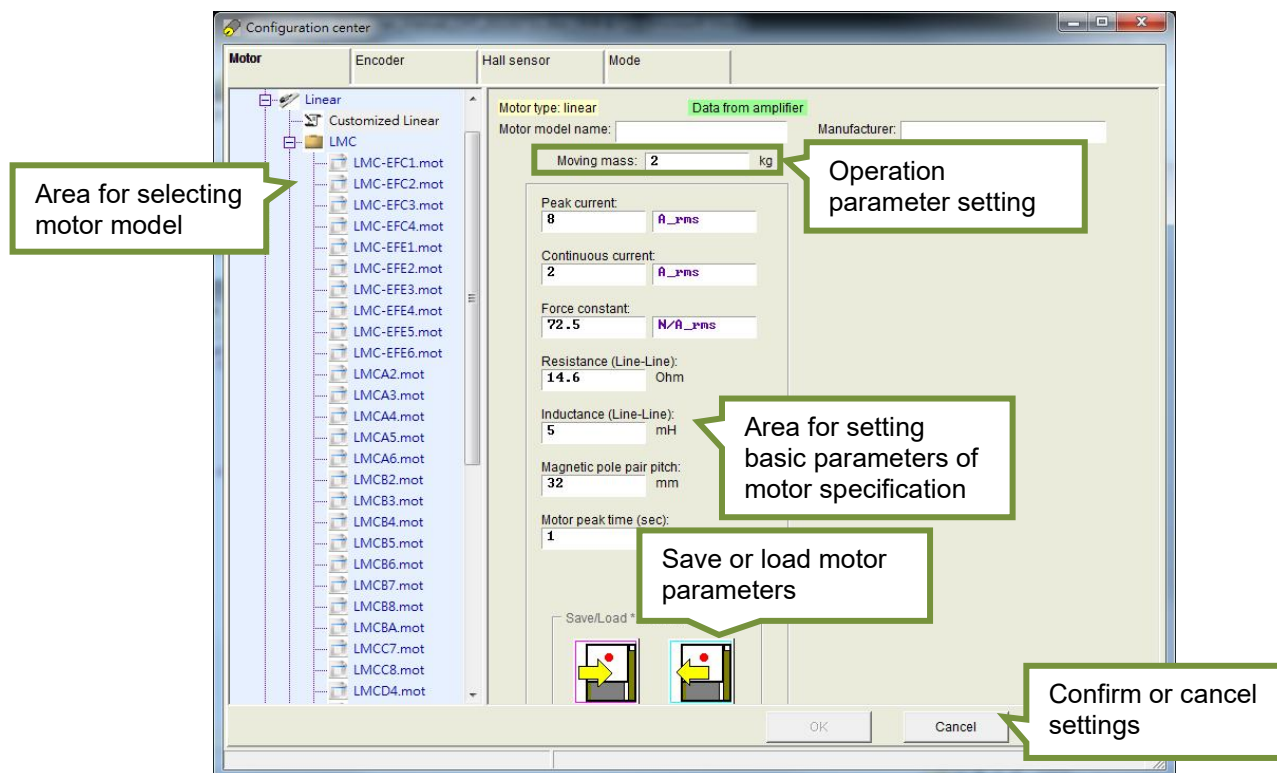 Configuration center
Motor
Encoder
Hall sensor
Mode
Linear
Customized Linear
LMC
LMC-EFC1.mot
LMC-EFC2.mot
LMC-EFC3.mot
LMC-EFC4.mot
LMC-EFE1.mot
LMC-EFE2.mot
LMC-EFE3.mot
LMC-EFE4.mot
LMC-EFE5.mot
LMC-EFE6.mot
LMCA2.mot
LMCA3.mot
LMCA4.mot
LMCA5.mot
LMCA6.mot
LMCB2.mot
LMCB3.mot
LMCB4.mot
LMCB5.mot
LMCB6.mot
LMCB7.mot
LMCB8.mot
LMCBA.mot
LMCC7.mot
LMCC8.mot
LMCD4.mot
Area for selecting
motor model
Motor type: linear
Data from amplifier
Motor model name:
Manufacturer:
Moving mass: 2 kg
Operation
parameter setting
Peak current:
8 A_rms
Continuous current:
2 A_rms
Force constant:
72.5 N/A_rms
Resistance (Line-Line):
14.6 Ohm
Inductance (Line-Line):
5 mH
Magnetic pole pair pitch:
32 mm
Motor peak time (sec):
1
Area for setting
basic parameters of
motor specification
Save or load motor
parameters
Save/Load *
OK
Cancel
Confirm or cancel
settings